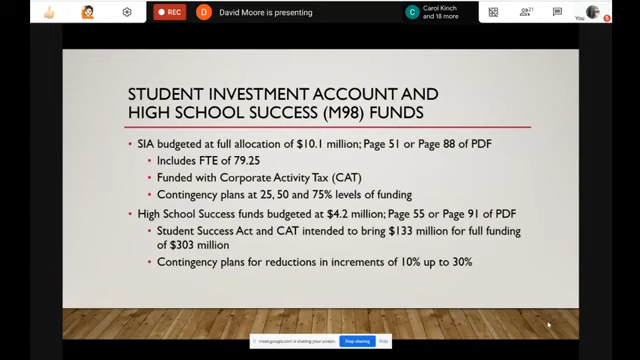 REC
D
David Moore is presenting
C
Carol Kinch
and 18 more
21
You
STUDENT INVESTMENT ACCOUNT AND
HIGH SCHOOL SUCCESS (M98) FUNDS
• SIA budgeted at full allocation of $10.1 million; Page 51 or Page 88 of PDF
• Includes FTE of 79.25
• Funded with Corporate Activity Tax (CAT)
• Contingency plans at 25, 50 and 75% levels of funding
• High School Success funds budgeted at $4.2 million; Page 55 or Page 91 of PDF
• Student Success Act and CAT intended to bring $133 million for full funding
of $303 million
• Contingency plans for reductions in increments of 10% up to 30%
meet.google.com is sharing your screen.
Stop sharing
Hide